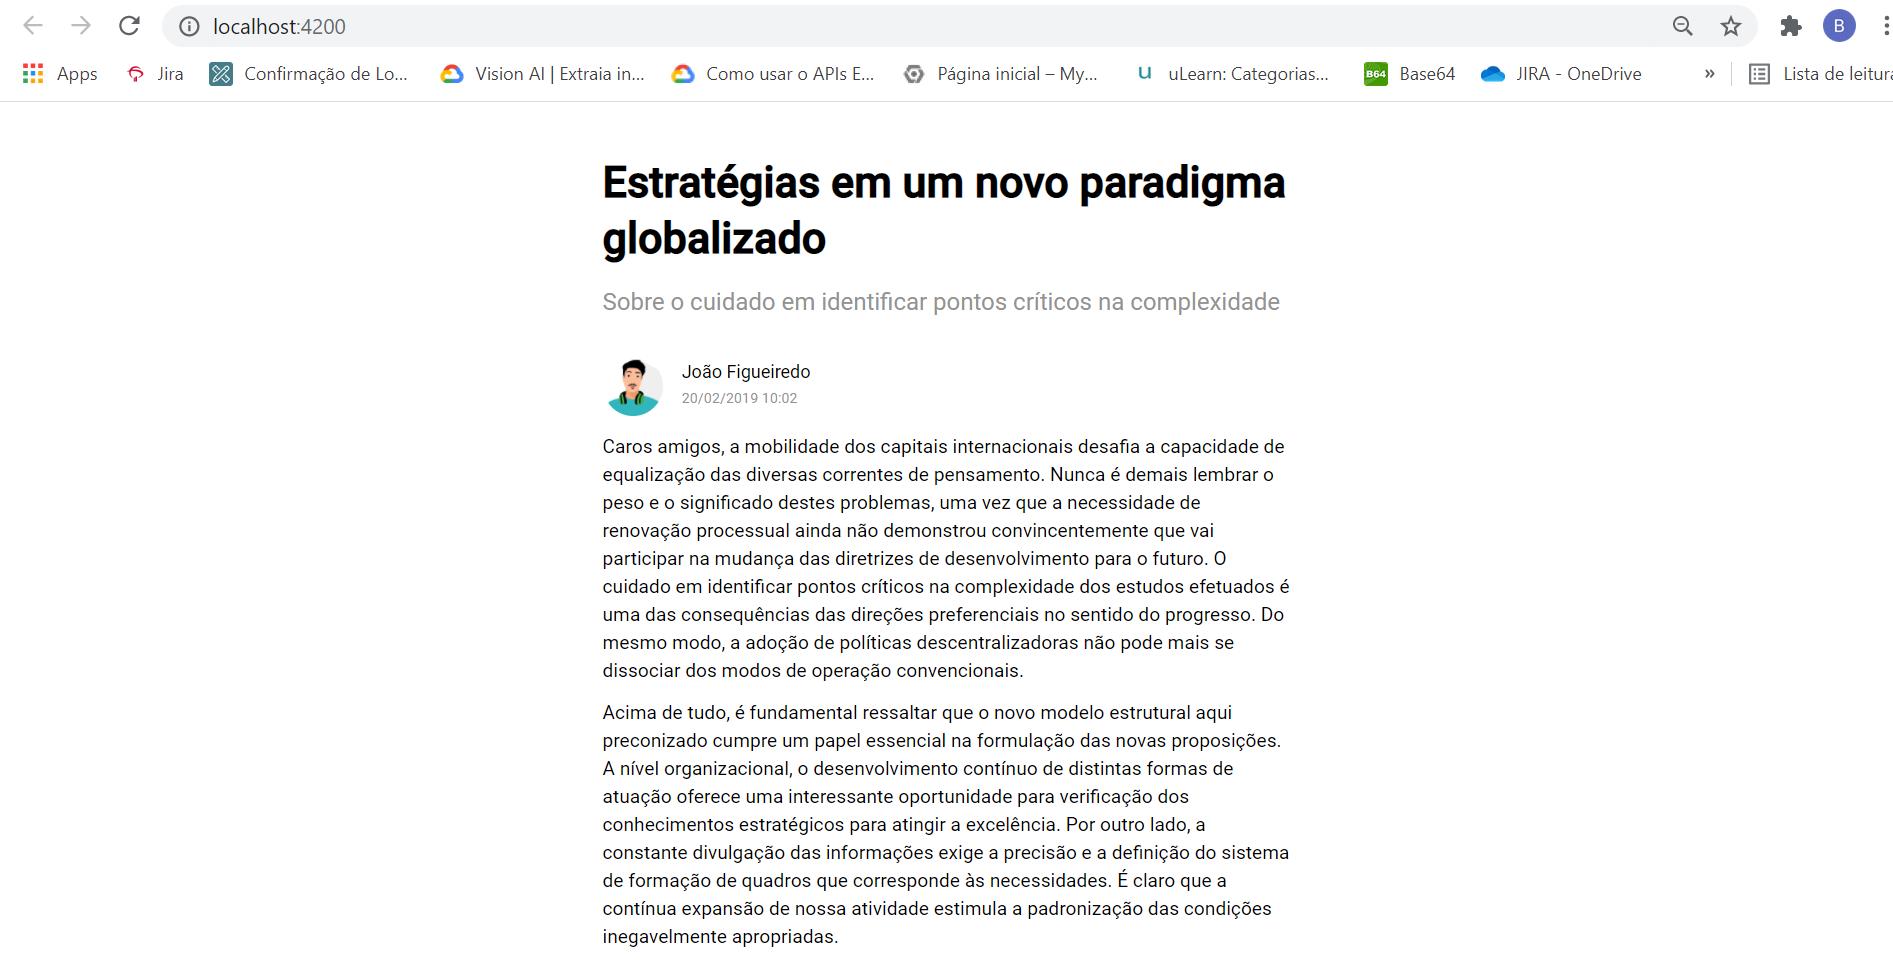 localhost:4200
B
Apps
Jira
Confirmação de Lo...
Vision AI | Extraia in...
Como usar o APIs E...
Página inicial – My...
u uLearn: Categorias...
B64 Base64
JIRA - OneDrive
»
Lista de leitura
Estratégias em um novo paradigma
globalizado
Sobre o cuidado em identificar pontos críticos na complexidade
João Figueiredo
20/02/2019 10:02
Caros amigos, a mobilidade dos capitais internacionais desafia a capacidade de
equalização das diversas correntes de pensamento. Nunca é demais lembrar o
peso e o significado destes problemas, uma vez que a necessidade de
renovação processual ainda não demonstrou convincentemente que vai
participar na mudança das diretrizes de desenvolvimento para o futuro. O
cuidado em identificar pontos críticos na complexidade dos estudos efetuados é
uma das consequências das direções preferenciais no sentido do progresso. Do
mesmo modo, a adoção de políticas descentralizadoras não pode mais se
dissociar dos modos de operação convencionais.
Acima de tudo, é fundamental ressaltar que o novo modelo estrutural aqui
preconizado cumpre um papel essencial na formulação das novas proposições.
A nível organizacional, o desenvolvimento contínuo de distintas formas de
atuação oferece uma interessante oportunidade para verificação dos
conhecimentos estratégicos para atingir a excelência. Por outro lado, a
constante divulgação das informações exige a precisão e a definição do sistema
de formação de quadros que corresponde às necessidades. É claro que a
contínua expansão de nossa atividade estimula a padronização das condições
inegavelmente apropriadas.